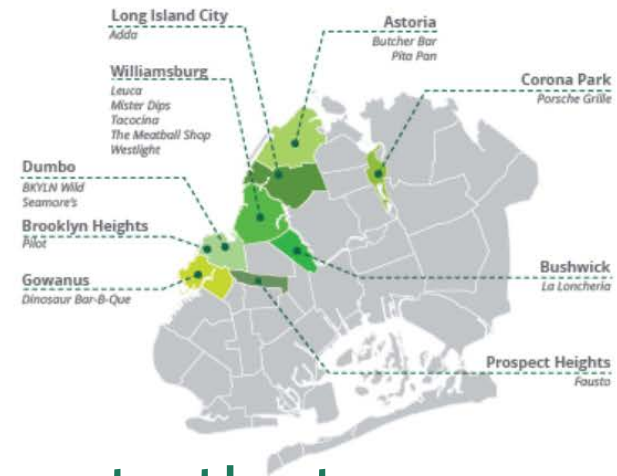 Long Island City
Adda
Astoria
Butcher Bar
Pita Pan
Williamsburg
Leuca
Mister Dips
Tacocina
The Meatball Shop
Westlight
Corona Park
Porsche Grille
Dumbo
BKYLN Wild
Seamore's
Brooklyn Heights
Pilot
Gowanus
Dinosaur Bar-B-Que
Bushwick
La Loncheria
Prospect Heights
Fausto